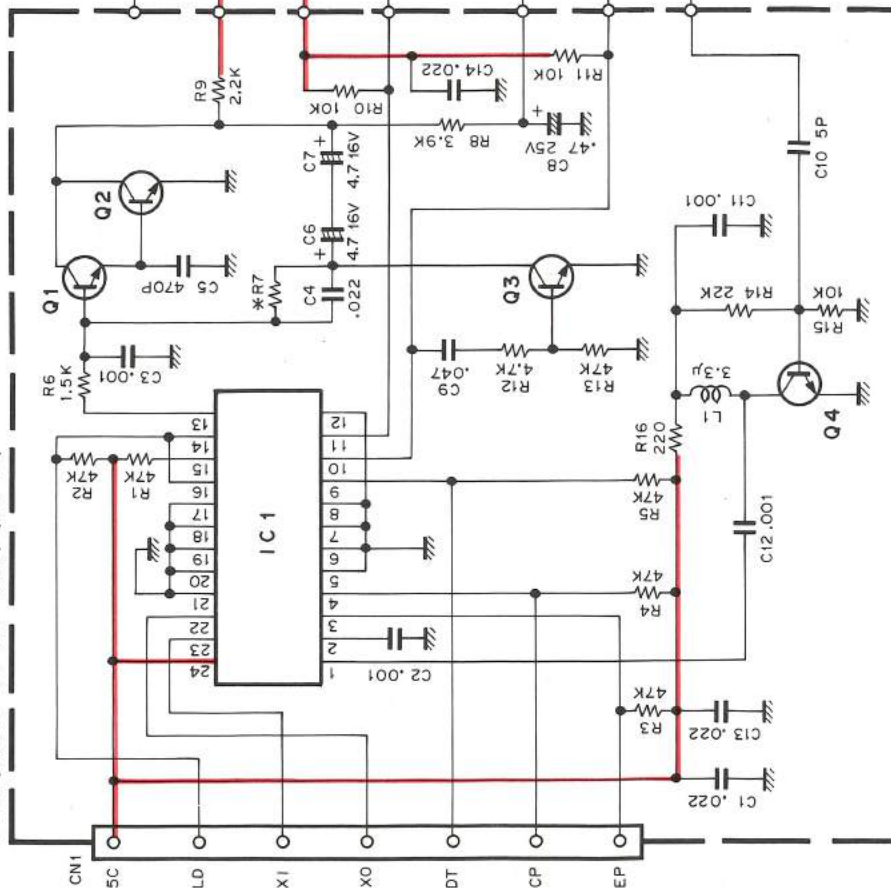 R9
2.2K
10K
R10
C14 .022
10K
R11
R8
3.9K
+
C8
.47 25V
C10 5P
Q2
+
C7
4.7 16V
C6
4.7 16V
+
C11 .001
Q1
C5
470P
*R7
C4
.022
Q3
R14 22K
R15
10K
R6
1.5K
C3 .001
C9
.047
R12
4.7K
R13
47K
3.3μ
L1
Q4
R2
47K
R1
47K
R16
220
IC1
13
14
15
16
17
18
19
20
21
22
23
24
12
11
10
9
8
7
6
5
4
3
2
1
R5
47K
R4
47K
C12 .001
C2 .001
R3
47K
C13 .022
C1 .022
CN1
5C
LD
XI
XO
DT
CP
EP